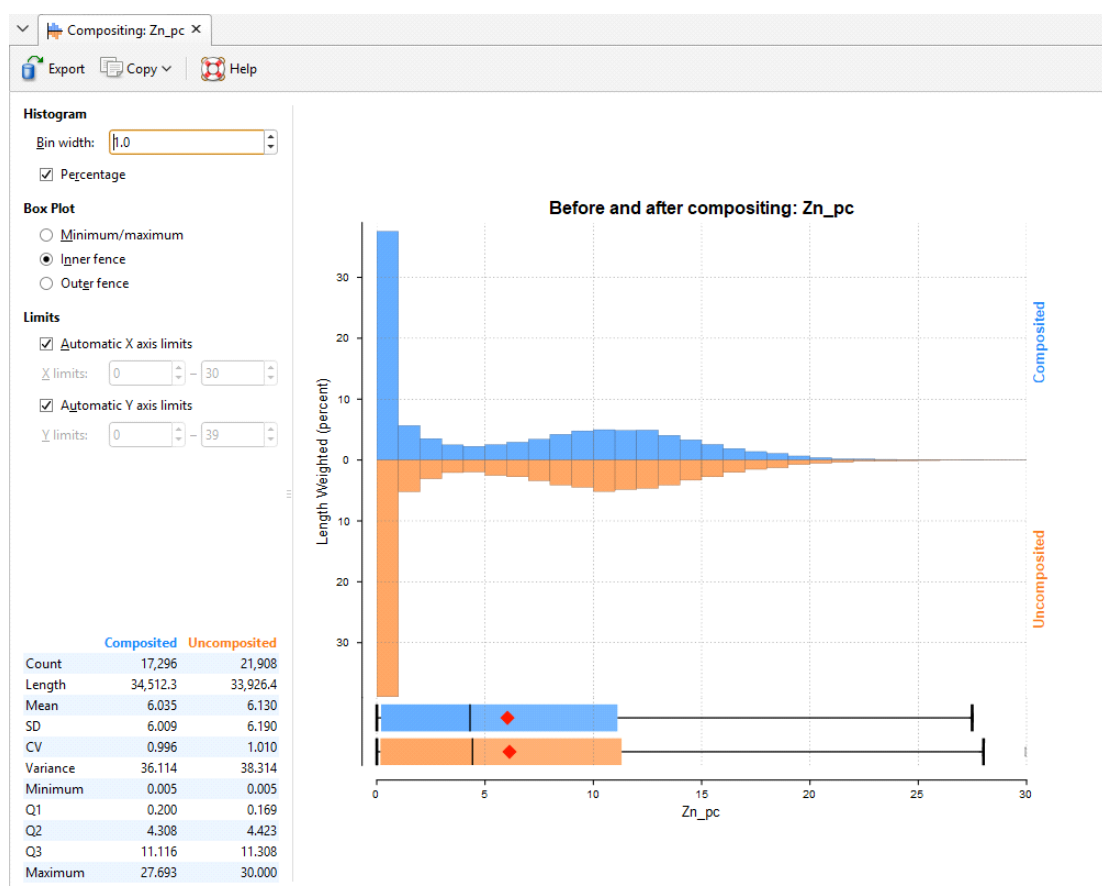 Compositing: Zn_pc
Export Copy Help
Histogram
Bin width: 1.0
Percentage
Box Plot
Minimum/maximum
Inner fence
Outer fence
Limits
Automatic X axis limits
X limits: 0 – 30
Automatic Y axis limits
Y limits: 0 – 39
Composited Uncomposited
Count 17,296 21,908
Length 34,512.3 33,926.4
Mean 6.035 6.130
SD 6.009 6.190
CV 0.996 1.010
Variance 36.114 38.314
Minimum 0.005 0.005
Q1 0.200 0.169
Q2 4.308 4.423
Q3 11.116 11.308
Maximum 27.693 30.000
Before and after compositing: Zn_pc
Length Weighted (percent)
30
20
10
0
10
20
30
Composited
Uncomposited
0 5 10 15 20 25 30
Zn_pc